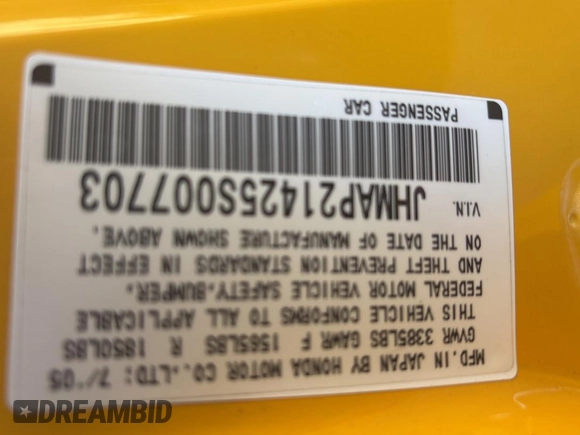 MFD.IN JAPAN BY HONDA MOTOR CO.,LTD: 7/'05
GVWR 3385LBS GAWR F 1565LBS R 1850LBS
THIS VEHICLE CONFORMS TO ALL APPLICABLE
FEDERAL MOTOR VEHICLE SAFETY,BUMPER,
AND THEFT PREVENTION STANDARDS IN EFFECT
ON THE DATE OF MANUFACTURE SHOWN ABOVE.
V.I.N. JHMAP21425S007703
PASSENGER CAR
DREAMBID